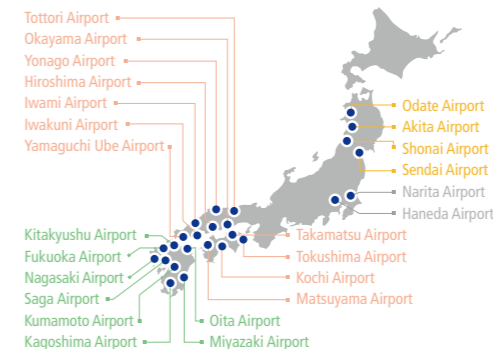 Tottori Airport
Okayama Airport
Yonago Airport
Hiroshima Airport
Iwami Airport
Iwakuni Airport
Yamaguchi Ube Airport
Odate Airport
Akita Airport
Shonai Airport
Sendai Airport
Narita Airport
Haneda Airport
Kitakyushu Airport
Fukuoka Airport
Nagasaki Airport
Saga Airport
Kumamoto Airport
Kagoshima Airport
Takamatsu Airport
Tokushima Airport
Kochi Airport
Matsuyama Airport
Oita Airport
Miyazaki Airport